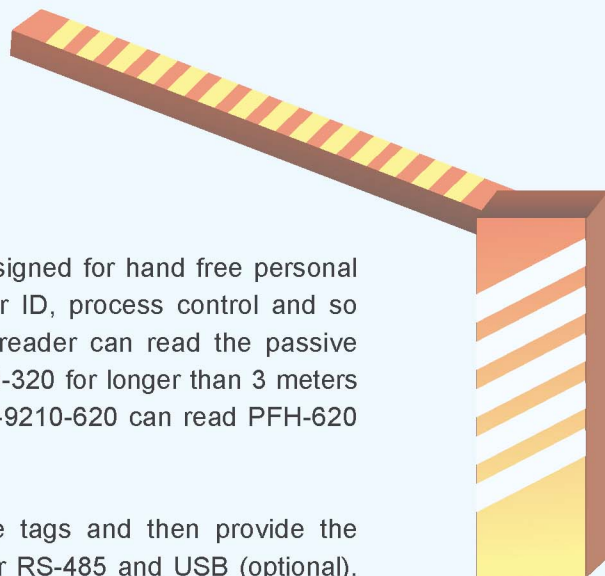 signed for hand free personal
r ID, process control and so
reader can read the passive
-320 for longer than 3 meters
-9210-620 can read PFH-620
e tags and then provide the
r RS-485 and USB (optional).